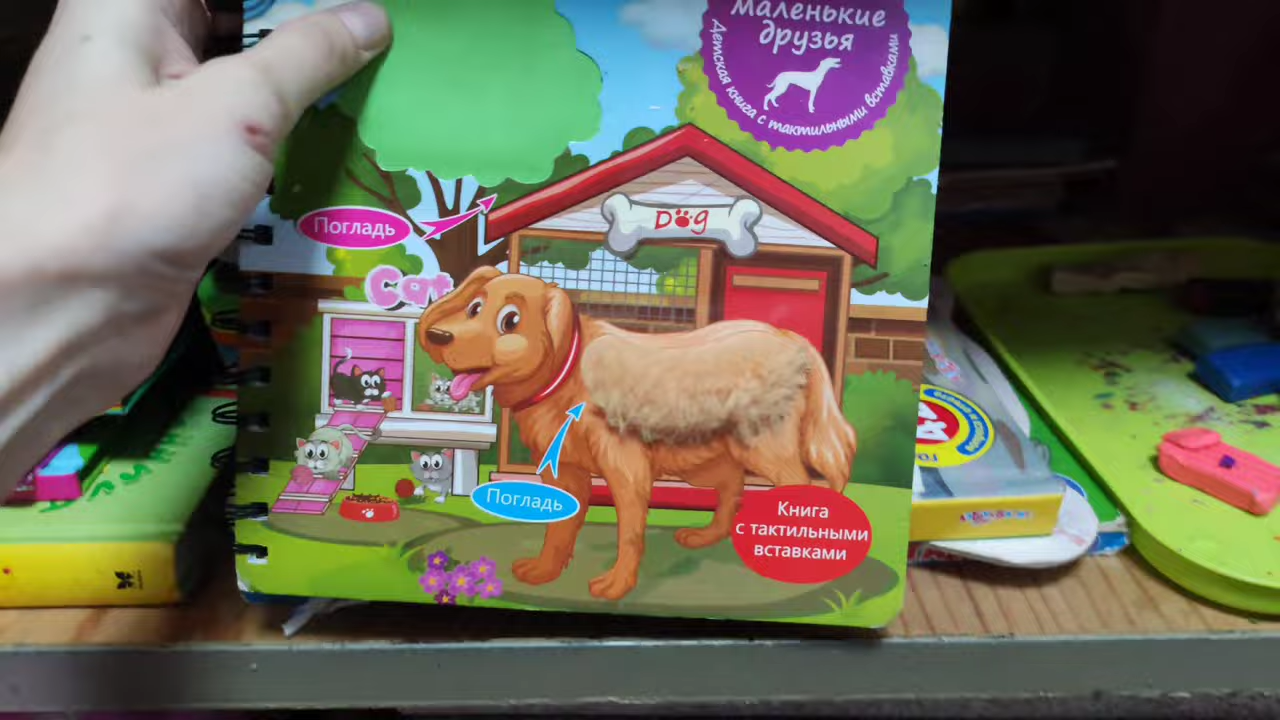 Маленькие
друзья
Детская книга с тактильными вставками
Dog
Погладь
Cat
Погладь
Книга
с тактильными
вставками